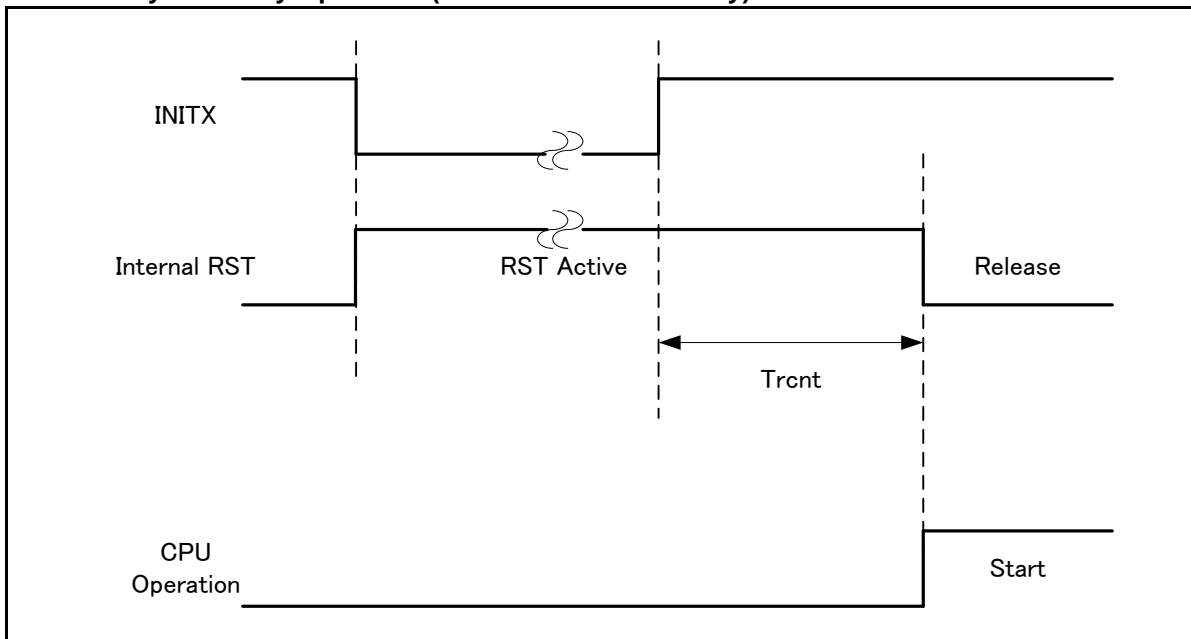 INITX
Internal RST
RST Active
Release
Trcnt
CPU
Operation
Start